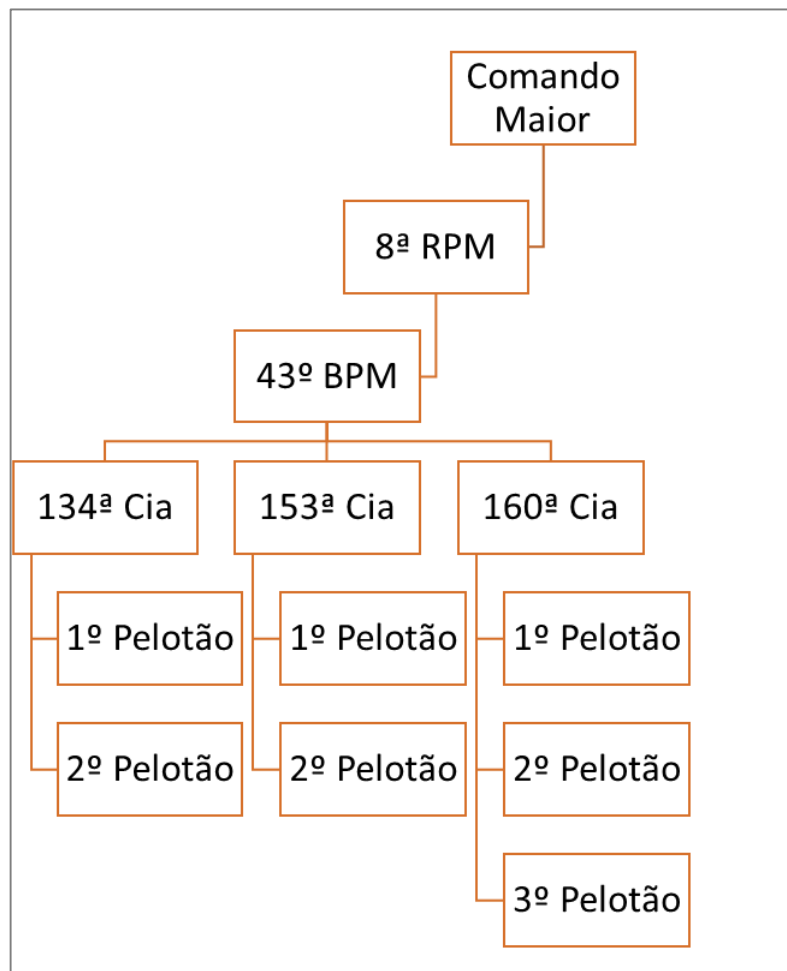 Comando
Maior
8ª RPM
43º BPM
134ª Cia
153ª Cia
160ª Cia
1º Pelotão
1º Pelotão
1º Pelotão
2º Pelotão
2º Pelotão
2º Pelotão
3º Pelotão